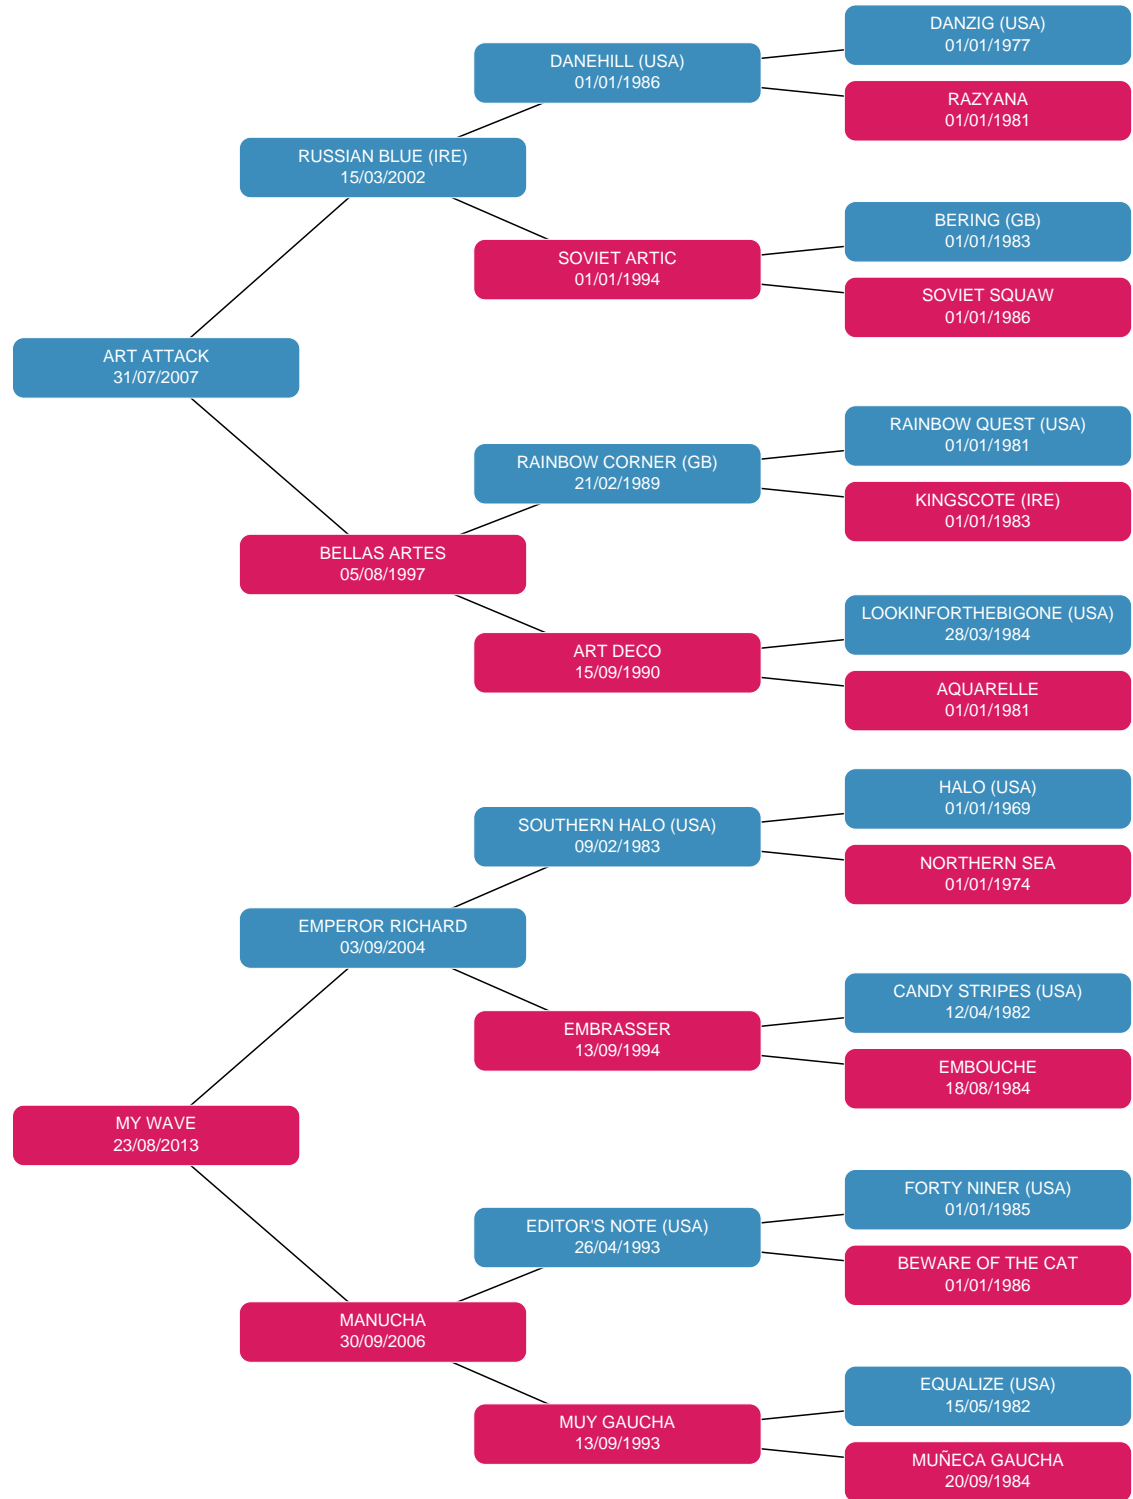 DANZIG (USA)
01/01/1977
DANEHILL (USA)
01/01/1986
RAZYANA
01/01/1981
RUSSIAN BLUE (IRE)
15/03/2002
BERING (GB)
01/01/1983
SOVIET ARTIC
01/01/1994
SOVIET SQUAW
01/01/1986
ART ATTACK
31/07/2007
RAINBOW QUEST (USA)
01/01/1981
RAINBOW CORNER (GB)
21/02/1989
KINGSCOTE (IRE)
01/01/1983
BELLAS ARTES
05/08/1997
LOOKINFORTHEBIGONE (USA)
28/03/1984
ART DECO
15/09/1990
AQUARELLE
01/01/1981
HALO (USA)
01/01/1969
SOUTHERN HALO (USA)
09/02/1983
NORTHERN SEA
01/01/1974
EMPEROR RICHARD
03/09/2004
CANDY STRIPES (USA)
12/04/1982
EMBRASSER
13/09/1994
EMBOUCHE
18/08/1984
MY WAVE
23/08/2013
FORTY NINER (USA)
01/01/1985
EDITOR'S NOTE (USA)
26/04/1993
BEWARE OF THE CAT
01/01/1986
MANUCHA
30/09/2006
EQUALIZE (USA)
15/05/1982
MUY GAUCHA
13/09/1993
MUÑECA GAUCHA
20/09/1984